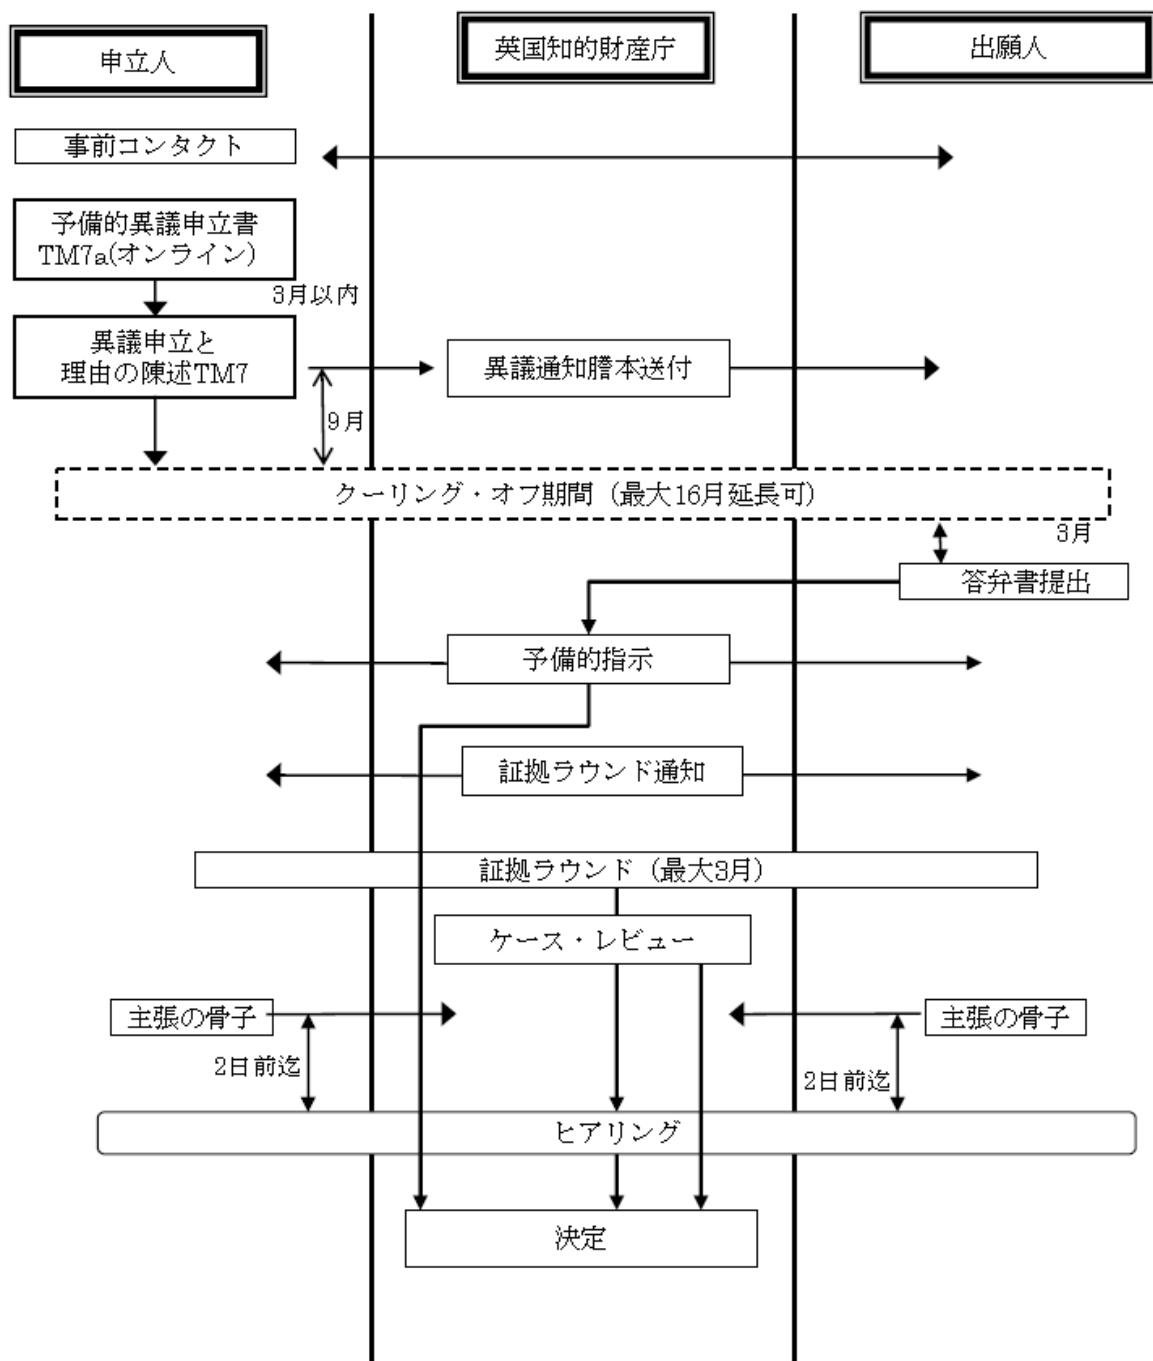 申立人
英国知的財産庁
出願人
事前コンタクト
予備的異議申立書
TM7a(オンライン)
3月以内
異議申立と
理由の陳述TM7
異議通知謄本送付
9月
クーリング・オフ期間（最大16月延長可）
3月
答弁書提出
予備的指示
証拠ラウンド通知
証拠ラウンド（最大3月）
ケース・レビュー
主張の骨子
主張の骨子
2日前迄
2日前迄
ヒアリング
決定